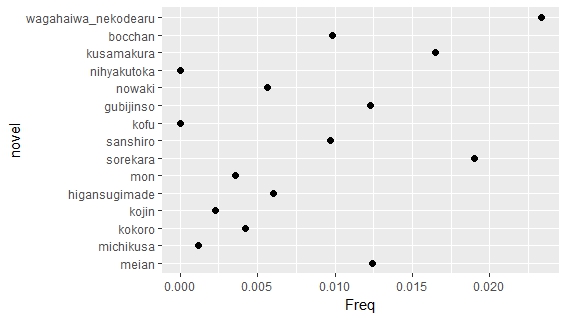 wagahaiwa_nekodearu
bocchan
kusamakura
nihyakutoka
nowaki
gubijinso
kofu
sanshiro
sorekara
mon
higansugimade
kojin
kokoro
michikusa
meian
novel
0.000 0.005 0.010 0.015 0.020
Freq